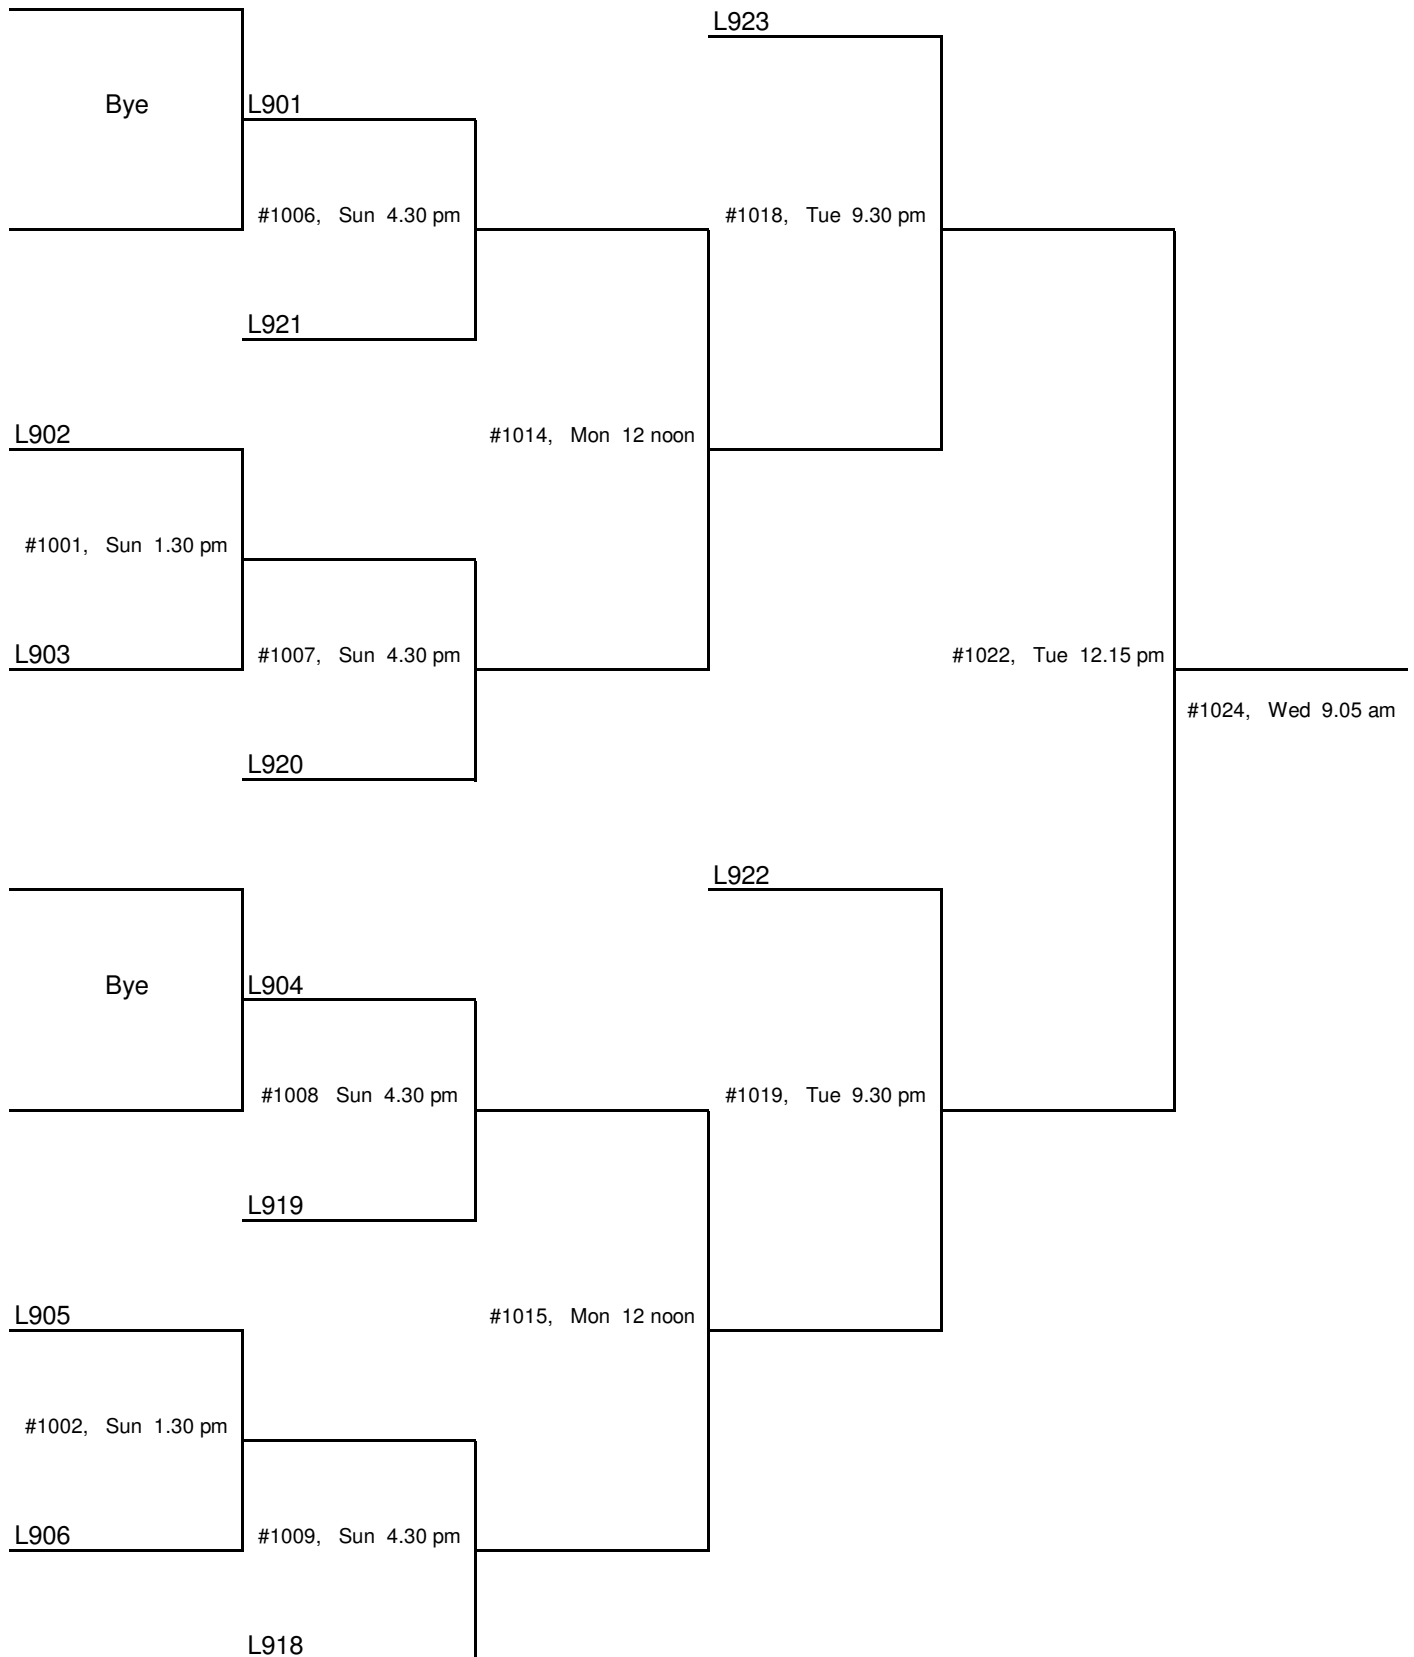 L923
Bye
L901
#1006, Sun 4.30 pm
#1018, Tue 9.30 pm
L921
L902
#1014, Mon 12 noon
#1001, Sun 1.30 pm
L903
#1007, Sun 4.30 pm
#1022, Tue 12.15 pm
#1024, Wed 9.05 am
L920
L922
Bye
L904
#1008 Sun 4.30 pm
#1019, Tue 9.30 pm
L919
L905
#1015, Mon 12 noon
#1002, Sun 1.30 pm
L906
#1009, Sun 4.30 pm
L918